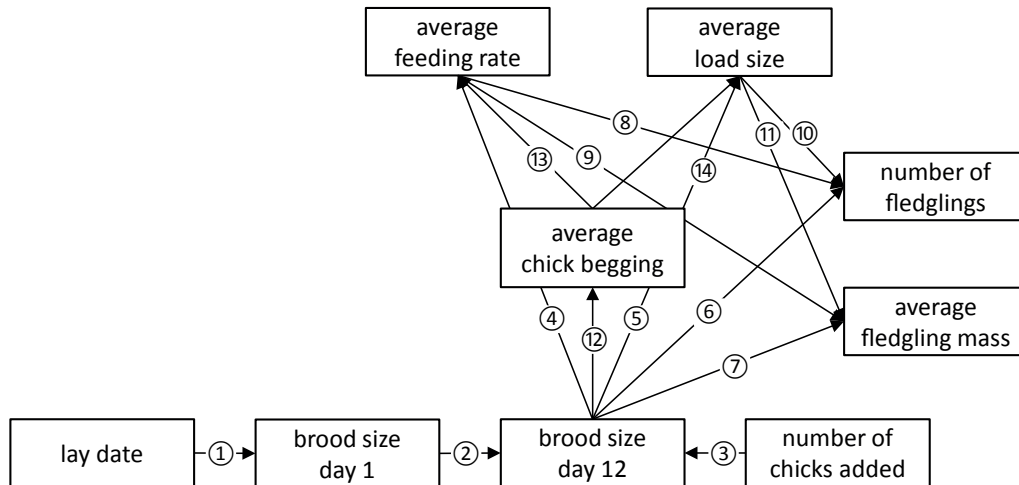 average
feeding rate
average
load size
⑧
⑩
⑪
⑬
⑨
⑭
number of
fledglings
average
chick begging
④
⑫
⑤
⑥
average
fledgling mass
⑦
lay date
①
brood size
day 1
②
brood size
day 12
③
number of
chicks added